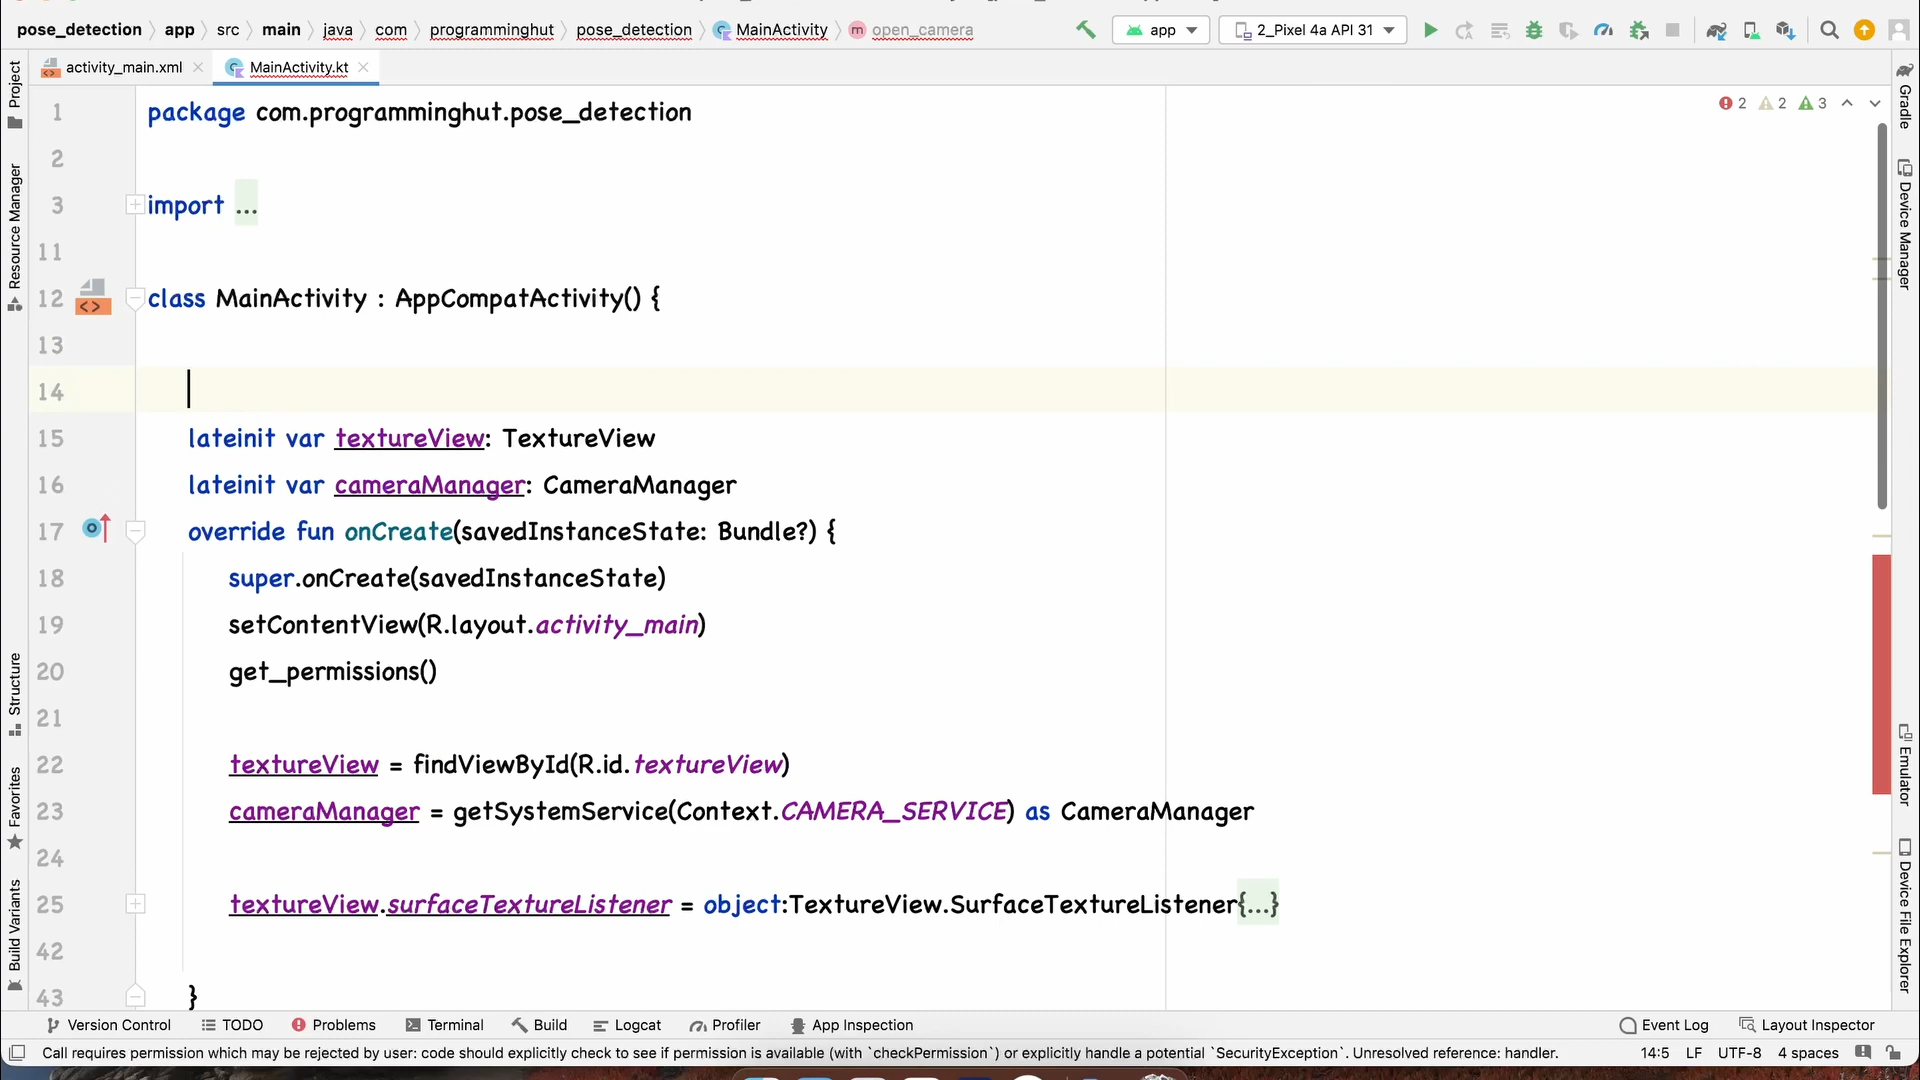 pose_detection app src main java com programminghut pose_detection MainActivity open_camera app 2_Pixel 4a API 31
activity_main.xml MainActivity.kt
2 2 3
1 package com.programminghut.pose_detection
2
3 import ...
11
12 class MainActivity : AppCompatActivity() {
13
14
15 lateinit var textureView: TextureView
16 lateinit var cameraManager: CameraManager
17 override fun onCreate(savedInstanceState: Bundle?) {
18 super.onCreate(savedInstanceState)
19 setContentView(R.layout.activity_main)
20 get_permissions()
21
22 textureView = findViewById(R.id.textureView)
23 cameraManager = getSystemService(Context.CAMERA_SERVICE) as CameraManager
24
25 textureView.surfaceTextureListener = object:TextureView.SurfaceTextureListener{...}
42
43 }
Project
Resource Manager
Structure
Favorites
Build Variants
Gradle
Device Manager
Emulator
Device File Explorer
Version Control TODO Problems Terminal Build Logcat Profiler App Inspection Event Log Layout Inspector
Call requires permission which may be rejected by user: code should explicitly check to see if permission is available (with `checkPermission`) or explicitly handle a potential `SecurityException`. Unresolved reference: handler. 14:5 LF UTF-8 4 spaces